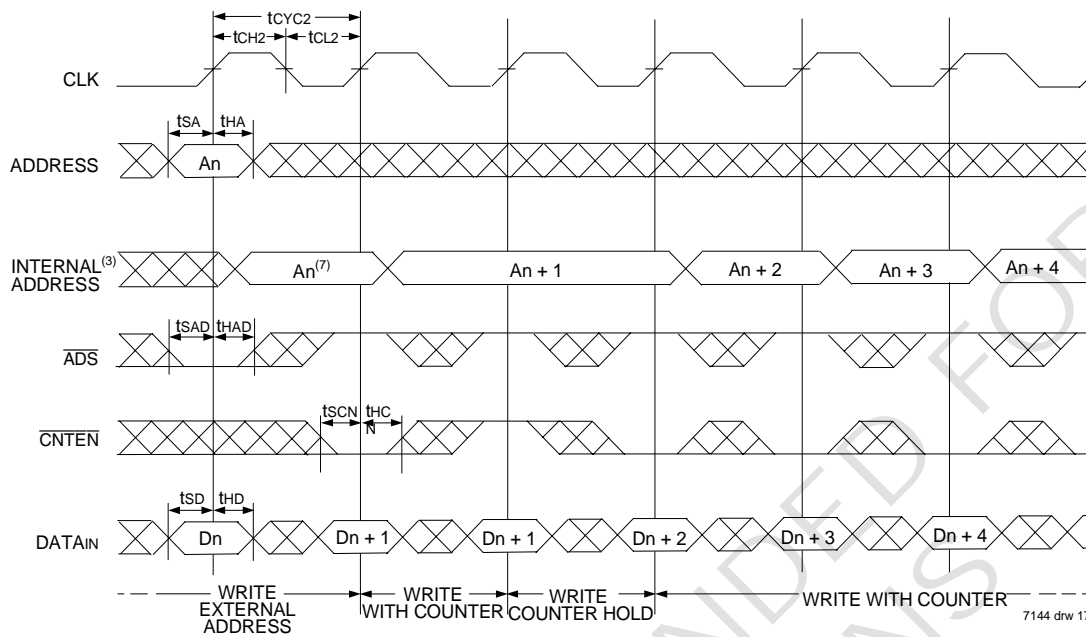 tCYC2
tCH2 tCL2
CLK
tSA tHA
ADDRESS An
INTERNAL(3) ADDRESS An(7) An + 1 An + 2 An + 3 An + 4
tSAD tHAD
ADS
tSCN tHCN
CNTEN
tSD tHD
DATAIN Dn Dn + 1 Dn + 1 Dn + 2 Dn + 3 Dn + 4
WRITE EXTERNAL ADDRESS
WRITE WITH COUNTER
WRITE COUNTER HOLD
WRITE WITH COUNTER
7144 drw 17